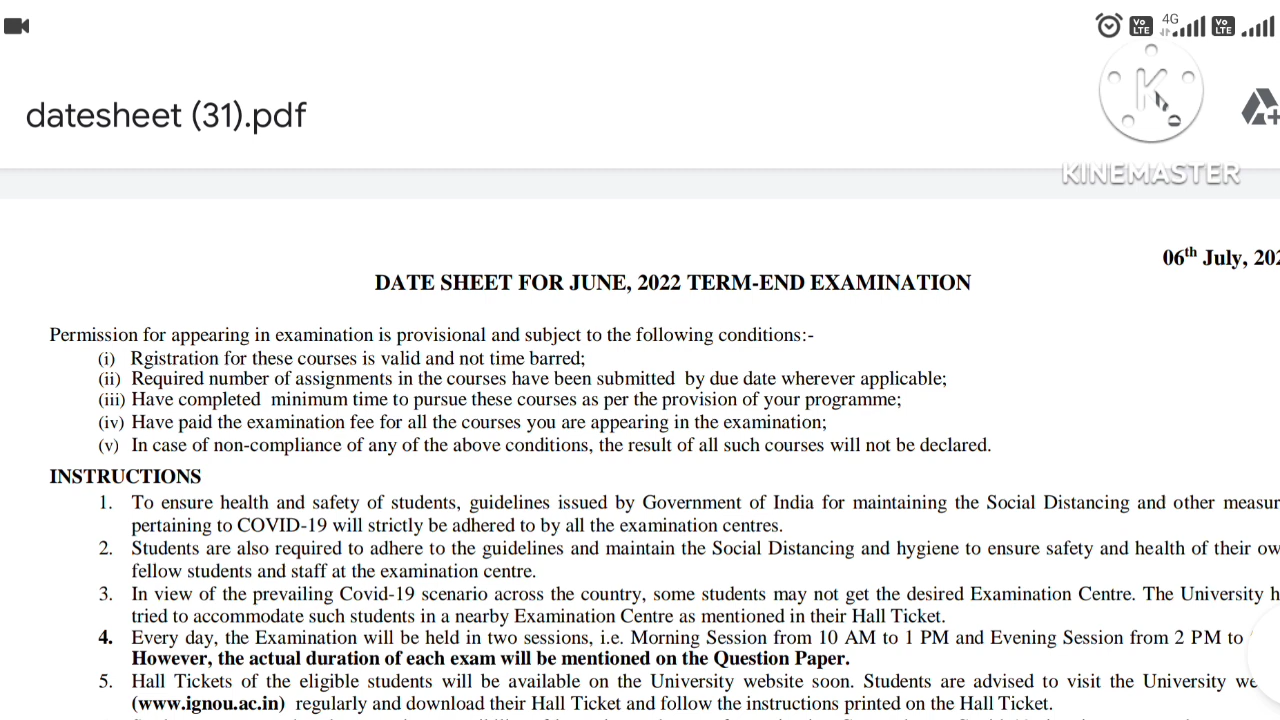 Vo LTE 4G Vo LTE
K
datesheet (31).pdf
KINEMASTER
06th July, 202
DATE SHEET FOR JUNE, 2022 TERM-END EXAMINATION
Permission for appearing in examination is provisional and subject to the following conditions:-
(i) Rgistration for these courses is valid and not time barred;
(ii) Required number of assignments in the courses have been submitted by due date wherever applicable;
(iii) Have completed minimum time to pursue these courses as per the provision of your programme;
(iv) Have paid the examination fee for all the courses you are appearing in the examination;
(v) In case of non-compliance of any of the above conditions, the result of all such courses will not be declared.
INSTRUCTIONS
1. To ensure health and safety of students, guidelines issued by Government of India for maintaining the Social Distancing and other measur
pertaining to COVID-19 will strictly be adhered to by all the examination centres.
2. Students are also required to adhere to the guidelines and maintain the Social Distancing and hygiene to ensure safety and health of their ow
fellow students and staff at the examination centre.
3. In view of the prevailing Covid-19 scenario across the country, some students may not get the desired Examination Centre. The University h
tried to accommodate such students in a nearby Examination Centre as mentioned in their Hall Ticket.
4. Every day, the Examination will be held in two sessions, i.e. Morning Session from 10 AM to 1 PM and Evening Session from 2 PM to
However, the actual duration of each exam will be mentioned on the Question Paper.
5. Hall Tickets of the eligible students will be available on the University website soon. Students are advised to visit the University we
(www.ignou.ac.in) regularly and download their Hall Ticket and follow the instructions printed on the Hall Ticket.